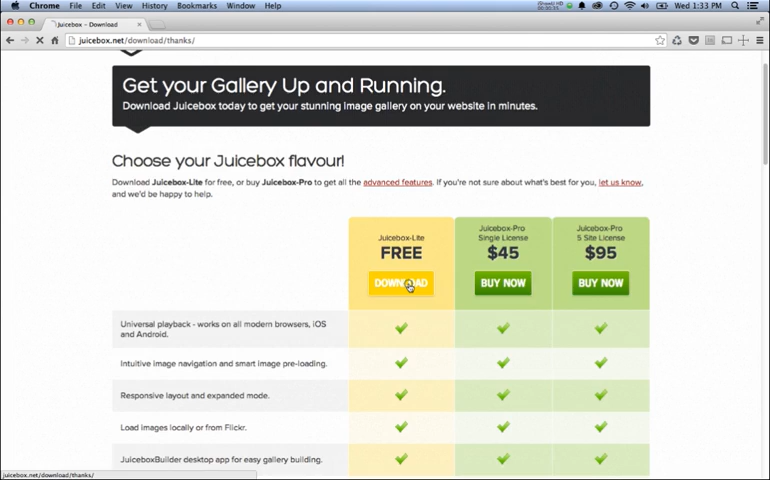 Chrome File Edit View History Bookmarks Window Help Wed 1:33 PM
Juicebox - Download
juicebox.net/download/thanks/
Get your Gallery Up and Running.
Download Juicebox today to get your stunning image gallery on your website in minutes.
Choose your Juicebox flavour!
Download Juicebox-Lite for free, or buy Juicebox-Pro to get all the advanced features. If you're not sure about what's best for you, let us know,
and we'd be happy to help.
Juicebox-Lite
FREE
DOWNLOAD
Juicebox-Pro
Single License
$45
BUY NOW
Juicebox-Pro
5 Site License
$95
BUY NOW
Universal playback - works on all modern browsers, iOS
and Android.
Intuitive image navigation and smart image pre-loading.
Responsive layout and expanded mode.
Load images locally or from Flickr.
JuiceboxBuilder desktop app for easy gallery building.
juicebox.net/download/thanks/